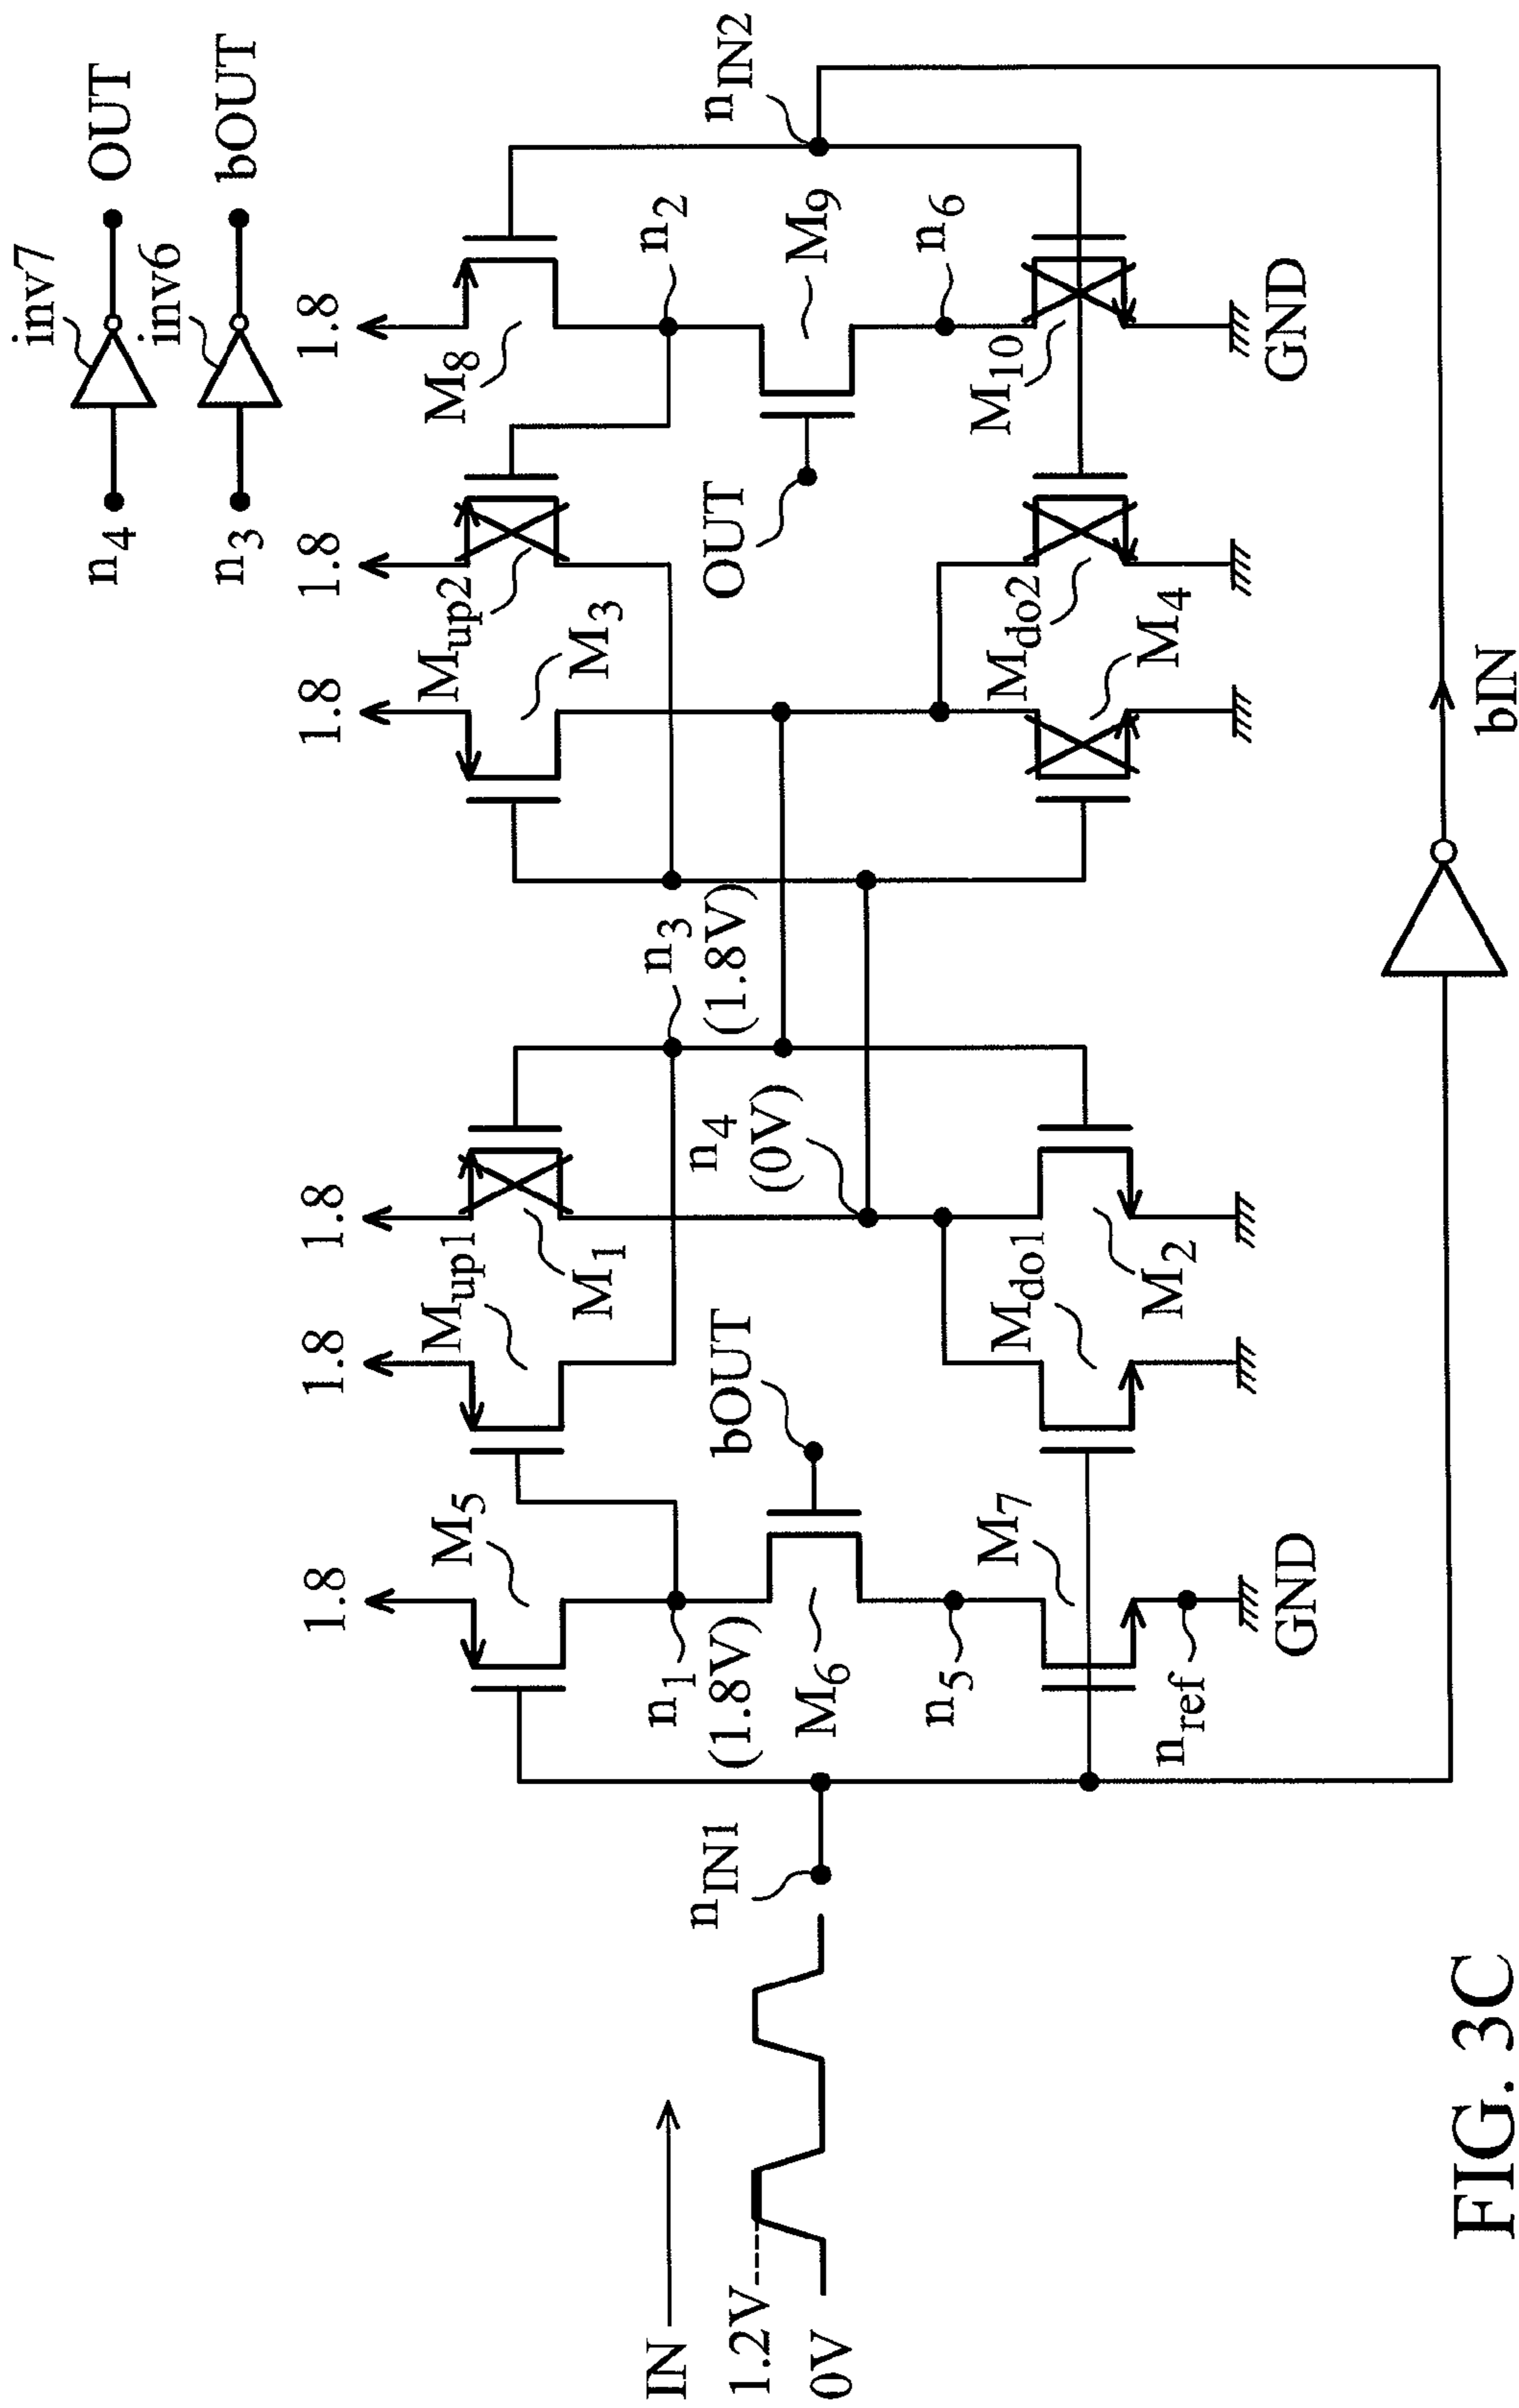 inv7
n4
OUT
inv6
n3
bOUT
1.8
1.8
1.8
1.8
1.8
1.8
M5
Mup1
M1
Mup2
M3
M8
IN
1.2V
0V
nIN1
n1
(1.8V)
bOUT
n4
(0V)
n3
(1.8V)
OUT
n2
nIN2
M6
M9
n5
M7
Mdo1
M2
Mdo2
M4
M10
n6
nref
GND
GND
bIN
FIG. 3C